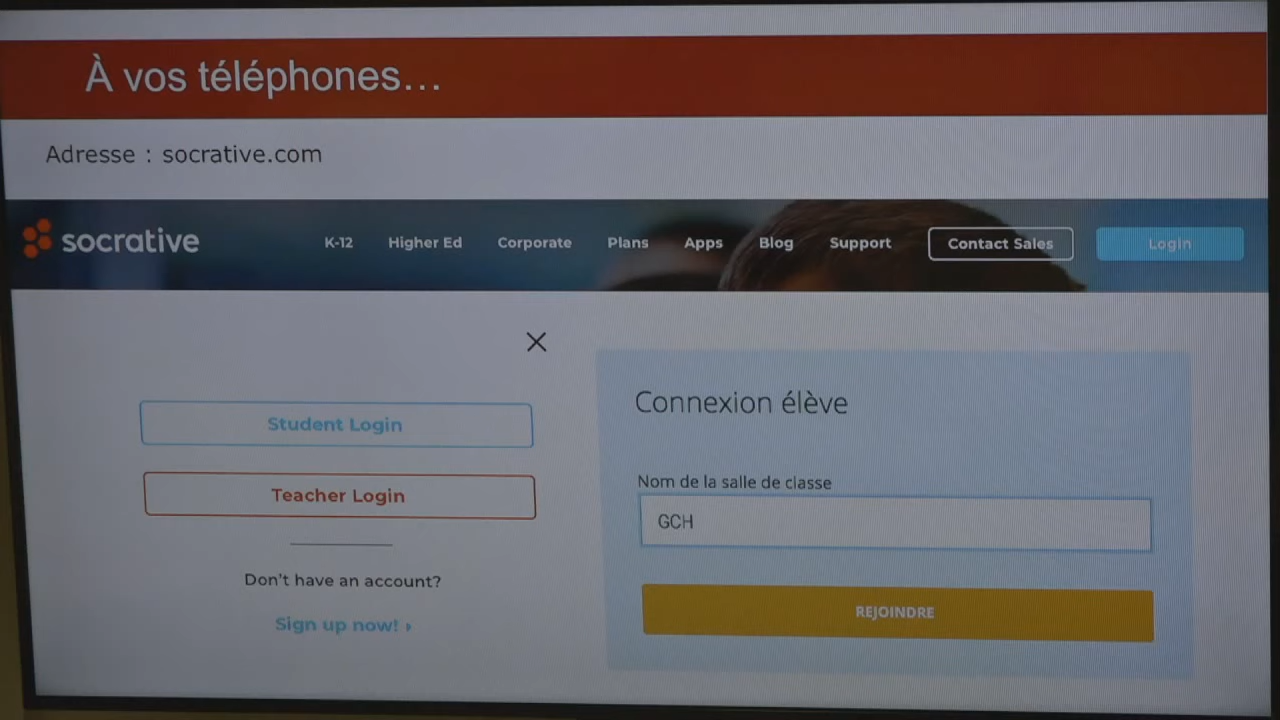 À vos téléphones...
Adresse : socrative.com
socrative K-12 Higher Ed Corporate Plans Apps Blog Support Contact Sales Login
Student Login
Teacher Login
Don't have an account?
Sign up now!
Connexion élève
Nom de la salle de classe
GCH
REJOINDRE